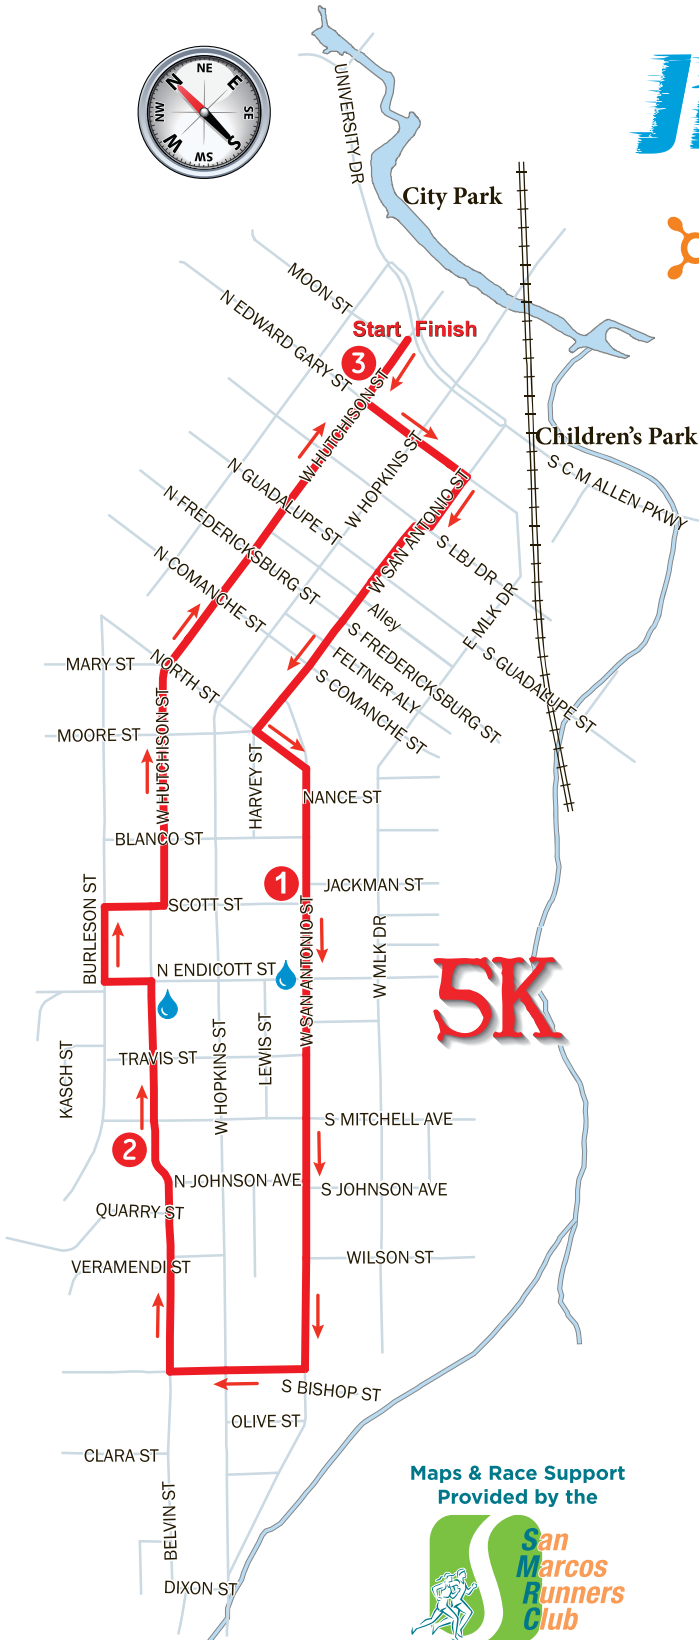 NE
N
E
NW
SE
W
S
SW
UNIVERSITY DR
City Park
MOON ST
N EDWARD GARY ST
Start
Finish
3
W HUTCHISON ST
Children's Park
W HOPKINS ST
S C M ALLEN PKWY
N GUADALUPE ST
W SAN ANTONIO ST
N FREDERICKSBURG ST
S LBJ DR
N COMANCHE ST
Alley
E MLK DR
S FREDERICKSBURG ST
S GUADALUPE ST
FELTNER ALY
MARY ST
NORTH ST
S COMANCHE ST
MOORE ST
W HUTCHISON ST
HARVEY ST
NANCE ST
BLANCO ST
1
JACKMAN ST
SCOTT ST
BURLESON ST
W SAN ANTONIO ST
W MLK DR
N ENDICOTT ST
5K
TRAVIS ST
KASCH ST
W HOPKINS ST
LEWIS ST
S MITCHELL AVE
2
N JOHNSON AVE
S JOHNSON AVE
QUARRY ST
WILSON ST
VERAMENDI ST
S BISHOP ST
OLIVE ST
CLARA ST
BELVIN ST
DIXON ST
Maps & Race Support
Provided by the
San
Marcos
Runners
Club